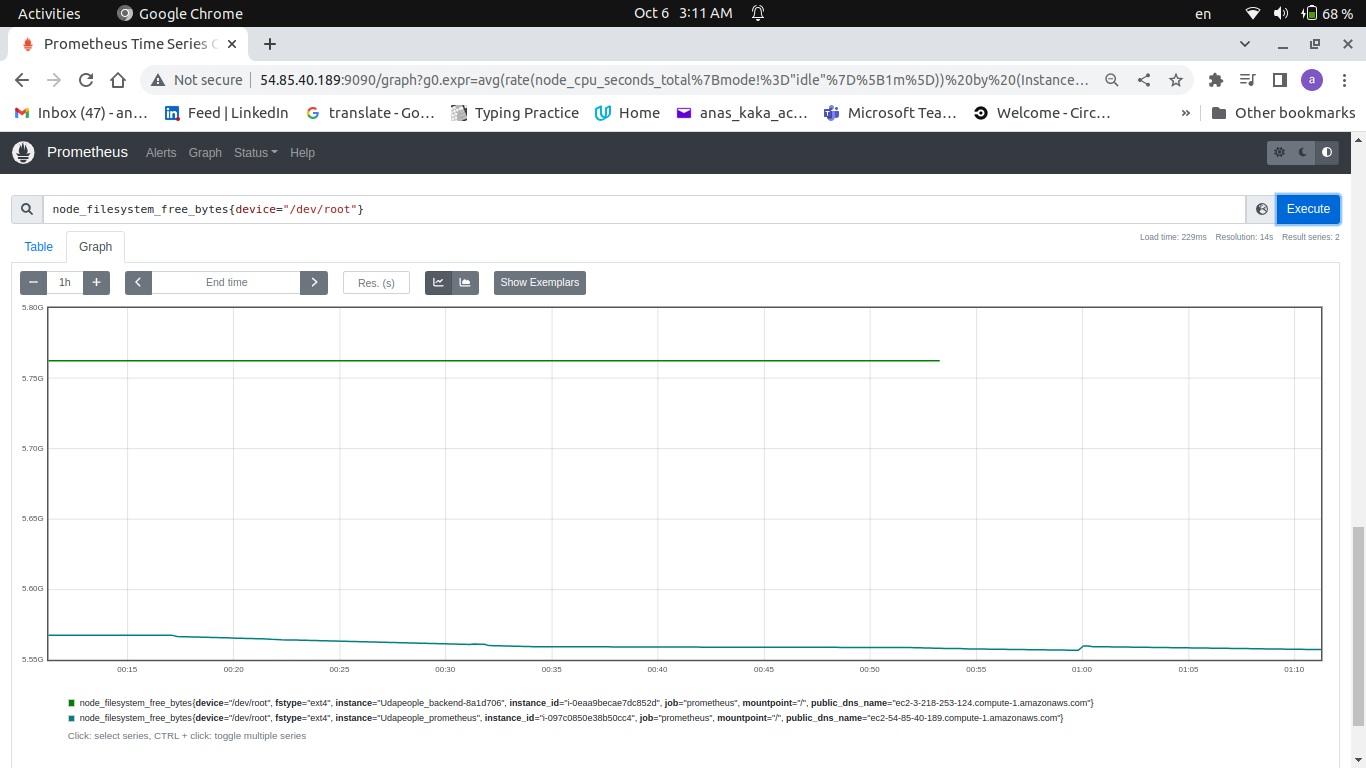 Activities Google Chrome Oct 6 3:11 AM en 68 %
Prometheus Time Series C
Not secure 54.85.40.189:9090/graph?g0.expr=avg(rate(node_cpu_seconds_total%7Bmode!%3D"idle"%7D%5B1m%5D))%20by%20(Instance... a
Inbox (47) - an... Feed | LinkedIn translate - Go... Typing Practice Home anas_kaka_ac... Microsoft Tea... Welcome - Circ... » Other bookmarks
Prometheus Alerts Graph Status Help
node_filesystem_free_bytes{device="/dev/root"} Execute
Table Graph Load time: 229ms Resolution: 14s Result series: 2
1h End time Res. (s) Show Exemplars
5.80G
5.75G
5.70G
5.65G
5.60G
5.55G
00:15 00:20 00:25 00:30 00:35 00:40 00:45 00:50 00:55 01:00 01:05 01:10
node_filesystem_free_bytes{device="/dev/root", fstype="ext4", instance="Udapeople_backend-8a1d706", instance_id="i-0eaa9becae7dc852d", job="prometheus", mountpoint="/", public_dns_name="ec2-3-218-253-124.compute-1.amazonaws.com"}
node_filesystem_free_bytes{device="/dev/root", fstype="ext4", instance="Udapeople_prometheus", instance_id="i-097c0850e38b50cc4", job="prometheus", mountpoint="/", public_dns_name="ec2-54-85-40-189.compute-1.amazonaws.com"}
Click: select series, CTRL + click: toggle multiple series